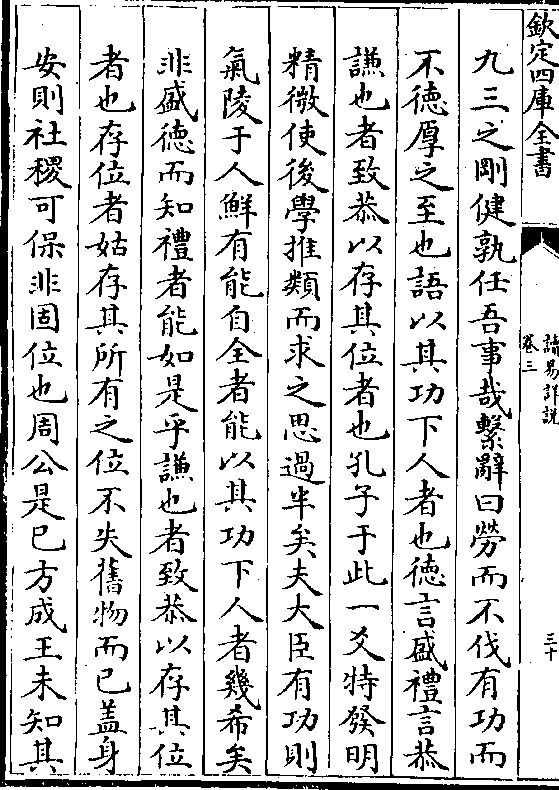 欽定四庫全書
讀易詳說
卷三
三十
九三之剛健孰任吾事哉繫辭曰勞而不伐有功而
不徳厚之至也語以其功下人者也徳言盛禮言恭
謙也者致恭以存其位者也孔子于此一爻特發明
精微使後學推類而求之思過半矣夫大臣有功則
氣陵于人鮮有能自全者能以其功下人者幾希矣
非盛徳而知禮者能如是乎謙也者致恭以存其位
者也存位者姑存其所有之位不失舊物而已盖身
安則社稷可保非固位也周公是已方成王未知其